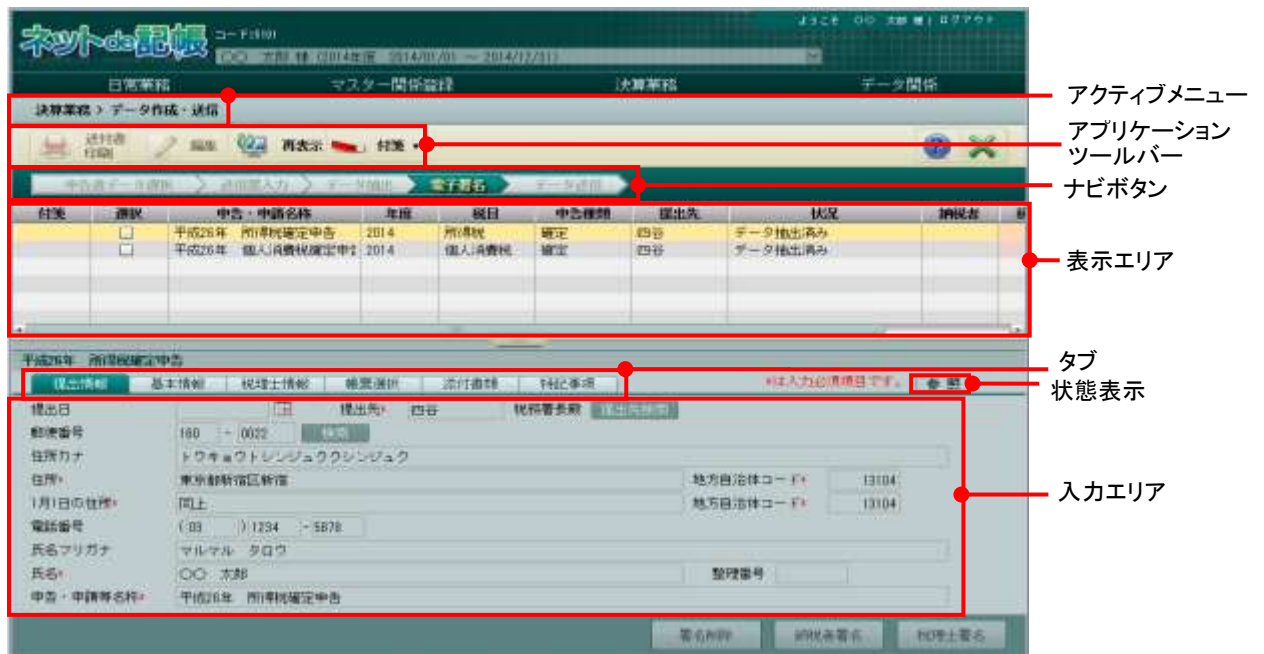 ようこそ 〇〇 太郎 様 | ログアウト
ネットde記帳
〇〇 太郎 様 (2014年度 2014/01/01 ～ 2014/12/31)
日常業務 マスター関係登録 決算業務 データ関係
決算業務 > データ作成・送信
アクティブメニュー
送付書印刷 編集 再表示 付箋
アプリケーション
ツールバー
申告書データ選択 送信票入力 データ抽出 電子署名 データ送信
ナビボタン
付箋 選択 申告・申請名称 年度 税目 申告種類 提出先 状況 納税者
平成26年 所得税確定申告 2014 所得税 確定 四谷 データ抽出済み
平成26年 個人消費税確定申告 2014 個人消費税 確定 四谷 データ抽出済み
表示エリア
平成26年 所得税確定申告
タブ
提出情報 基本情報 税理士情報 帳票選択 添付書類 特記事項 *は入力必須項目です。 参照
状態表示
提出日 提出先* 四谷 税務署長殿 提出先検索
郵便番号 160 - 0022 検索
住所カナ トウキョウトシンジュククシンジュク
住所* 東京都新宿区新宿 地方自治体コード* 13104
1月1日の住所* 同上 地方自治体コード* 13104
入力エリア
電話番号 ( 03 ) 1234 - 5678
氏名フリガナ マルマル タロウ
氏名* 〇〇 太郎 整理番号
申告・申請等名称* 平成26年 所得税確定申告
署名削除 納税者署名 税理士署名